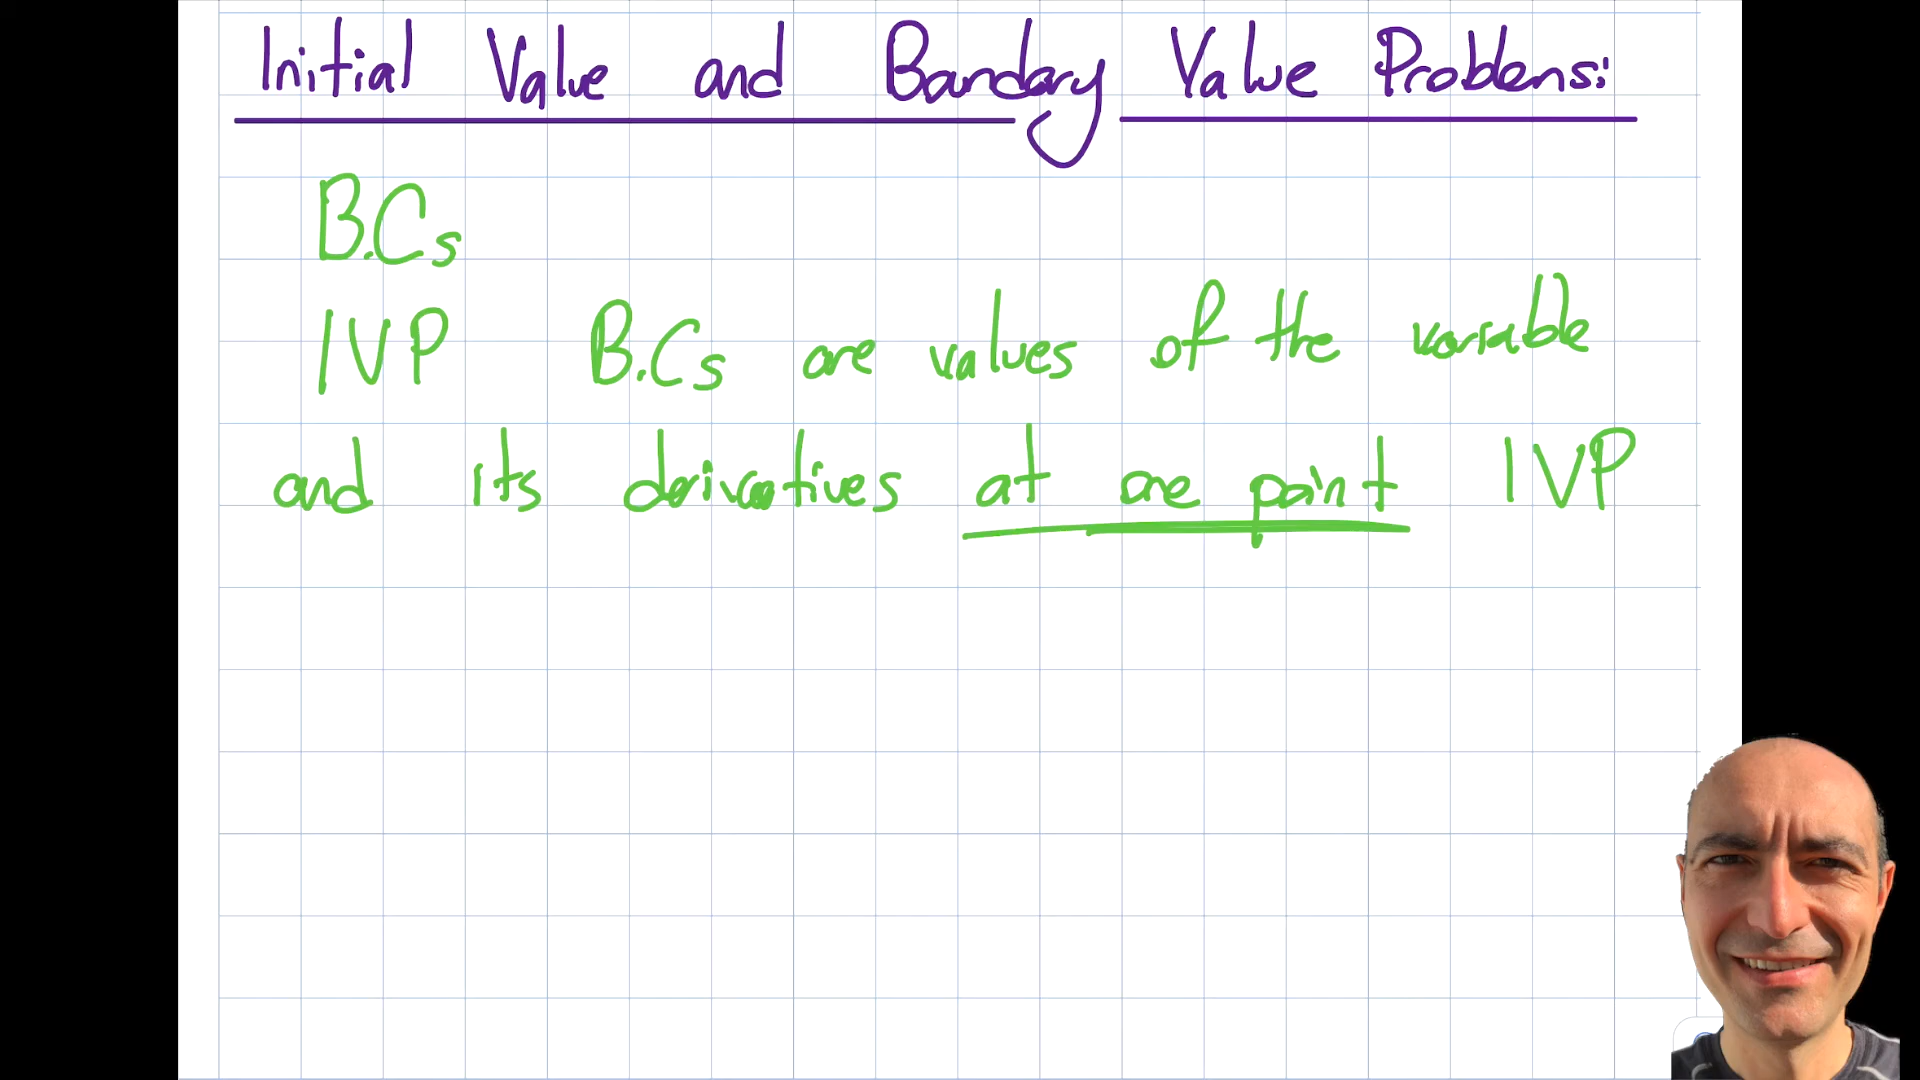 Initial Value and Boundary Value Problems:
B.Cs
IVP B.Cs are values of the variable
and its derivatives at one point IVP